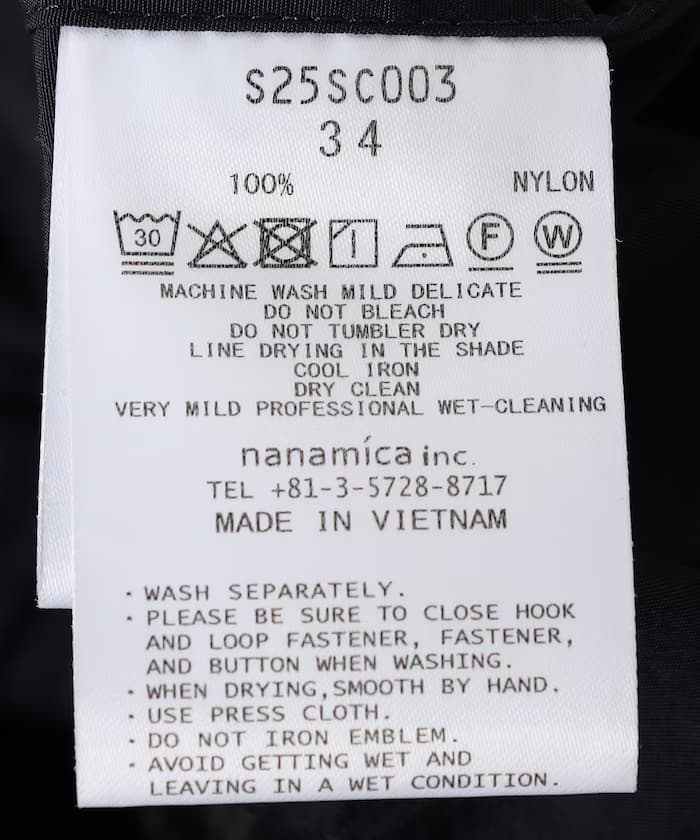 S25SC003
34
100% NYLON
30 F W
MACHINE WASH MILD DELICATE
DO NOT BLEACH
DO NOT TUMBLER DRY
LINE DRYING IN THE SHADE
COOL IRON
DRY CLEAN
VERY MILD PROFESSIONAL WET-CLEANING
nanamíca inc.
TEL +81-3-5728-8717
MADE IN VIETNAM
・WASH SEPARATELY.
・PLEASE BE SURE TO CLOSE HOOK
AND LOOP FASTENER, FASTENER,
AND BUTTON WHEN WASHING.
・WHEN DRYING,SMOOTH BY HAND.
・USE PRESS CLOTH.
・DO NOT IRON EMBLEM.
・AVOID GETTING WET AND
LEAVING IN A WET CONDITION.